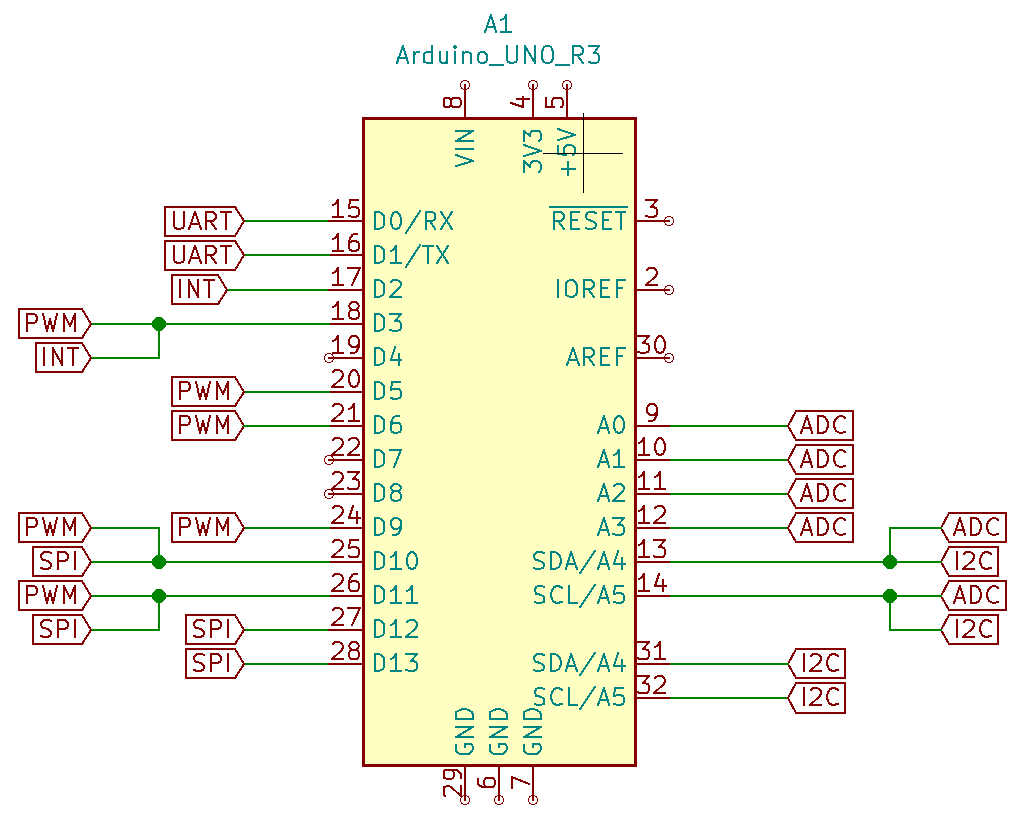 A1
Arduino_UNO_R3
8 4 5
VIN 3V3 +5V
UART 15 D0/RX RESET 3
UART 16 D1/TX
INT 17 D2 IOREF 2
PWM 18 D3
INT 19 D4 AREF 30
PWM 20 D5
PWM 21 D6 A0 9 ADC
22 D7 A1 10 ADC
23 D8 A2 11 ADC
PWM PWM 24 D9 A3 12 ADC ADC
SPI 25 D10 SDA/A4 13 I2C
PWM 26 D11 SCL/A5 14 ADC
SPI SPI 27 D12 I2C
SPI 28 D13 SDA/A4 31 I2C
SCL/A5 32 I2C
GND GND GND
29 6 7